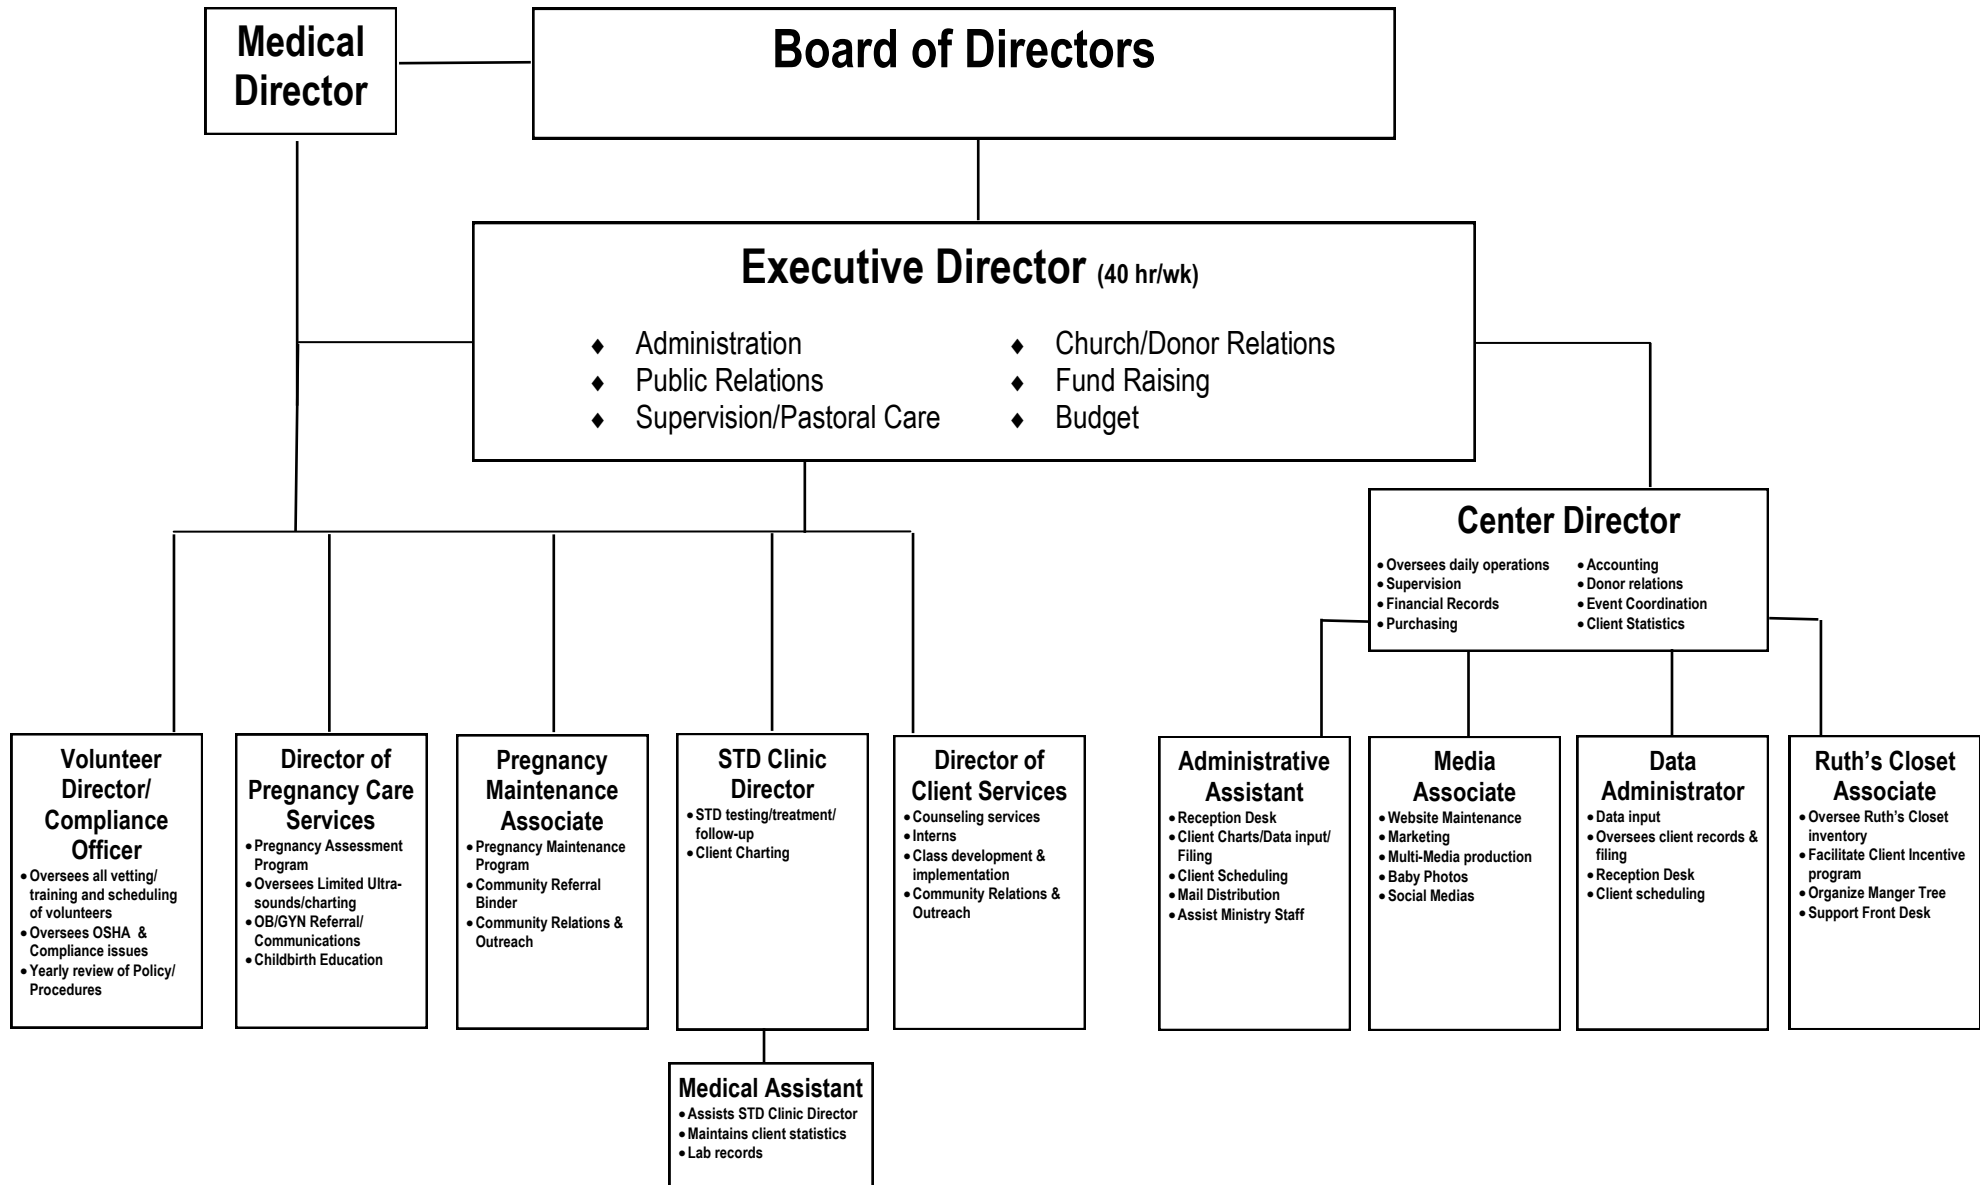 Medical
Director
Board of Directors
Executive Director (40 hr/wk)
♦ Administration
♦ Public Relations
♦ Supervision/Pastoral Care
♦ Church/Donor Relations
♦ Fund Raising
♦ Budget
Center Director
• Oversees daily operations
• Supervision
• Financial Records
• Purchasing
• Accounting
• Donor relations
• Event Coordination
• Client Statistics
Volunteer
Director/
Compliance
Officer
• Oversees all vetting/
training and scheduling
of volunteers
• Oversees OSHA &
Compliance issues
• Yearly review of Policy/
Procedures
Director of
Pregnancy Care
Services
• Pregnancy Assessment
Program
• Oversees Limited Ultra-
sounds/charting
• OB/GYN Referral/
Communications
• Childbirth Education
Pregnancy
Maintenance
Associate
• Pregnancy Maintenance
Program
• Community Referral
Binder
• Community Relations &
Outreach
STD Clinic
Director
• STD testing/treatment/
follow-up
• Client Charting
Director of
Client Services
• Counseling services
• Interns
• Class development &
implementation
• Community Relations &
Outreach
Administrative
Assistant
• Reception Desk
• Client Charts/Data input/
Filing
• Client Scheduling
• Mail Distribution
• Assist Ministry Staff
Media
Associate
• Website Maintenance
• Marketing
• Multi-Media production
• Baby Photos
• Social Medias
Data
Administrator
• Data input
• Oversees client records &
filing
• Reception Desk
• Client scheduling
Ruth’s Closet
Associate
• Oversee Ruth’s Closet
inventory
• Facilitate Client Incentive
program
• Organize Manger Tree
• Support Front Desk
Medical Assistant
• Assists STD Clinic Director
• Maintains client statistics
• Lab records